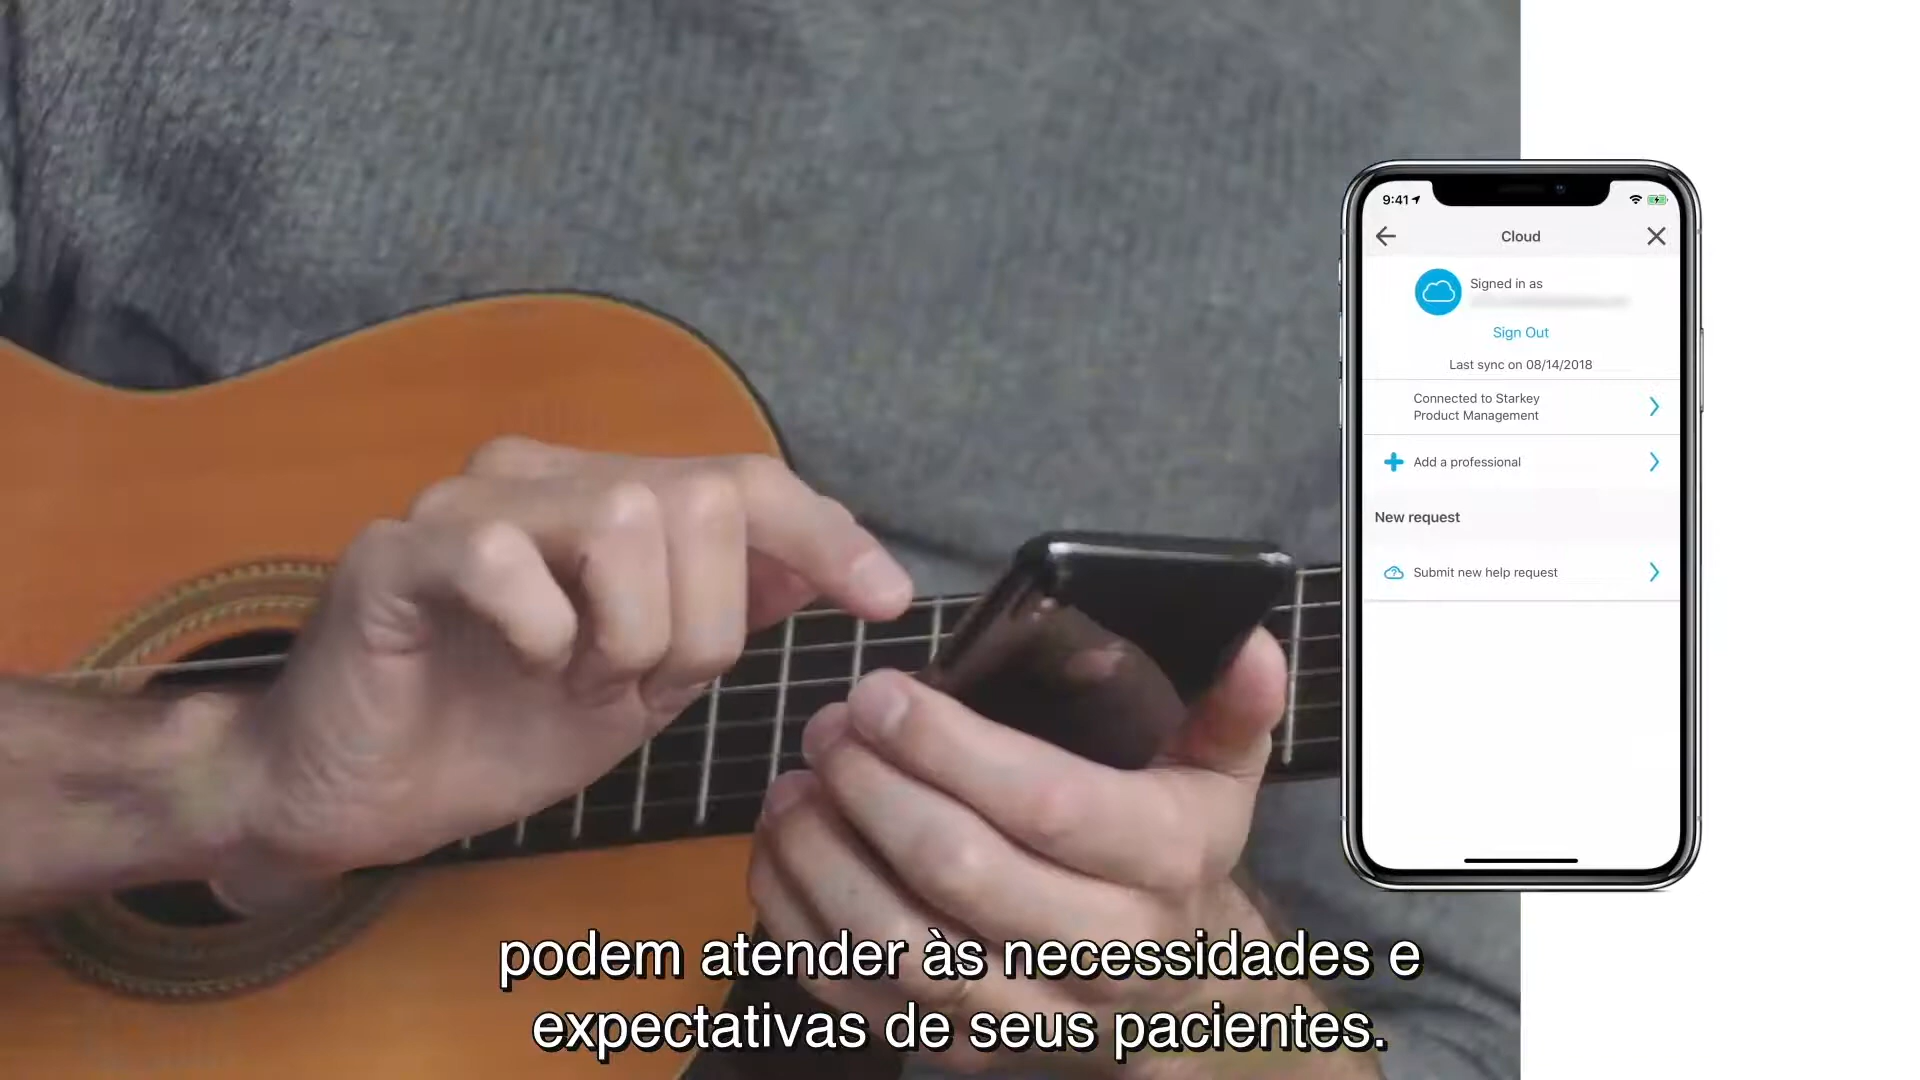 9:41
Cloud
Signed in as
Sign Out
Last sync on 08/14/2018
Connected to Starkey
Product Management
Add a professional
New request
Submit new help request
podem atender às necessidades e
expectativas de seus pacientes.